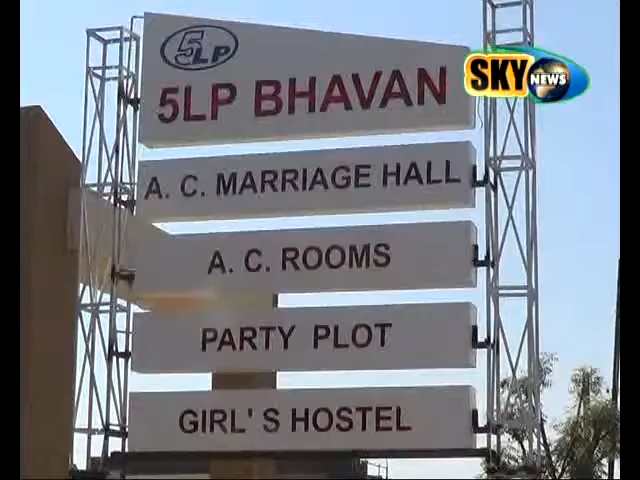 5LP
5LP BHAVAN
SKY NEWS
A. C. MARRIAGE HALL
A. C. ROOMS
PARTY PLOT
GIRL' S HOSTEL